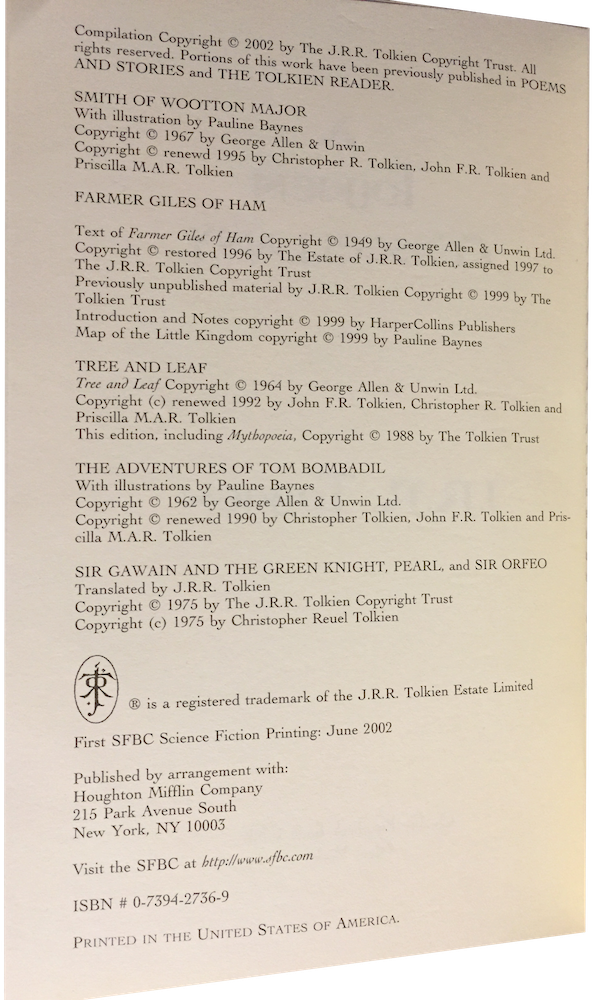 Compilation Copyright © 2002 by The J.R.R. Tolkien Copyright Trust. All
rights reserved. Portions of this work have been previously published in POEMS
AND STORIES and THE TOLKIEN READER.
SMITH OF WOOTTON MAJOR
With illustration by Pauline Baynes
Copyright © 1967 by George Allen & Unwin
Copyright © renewd 1995 by Christopher R. Tolkien, John F.R. Tolkien and
Priscilla M.A.R. Tolkien
FARMER GILES OF HAM
Text of Farmer Giles of Ham Copyright © 1949 by George Allen & Unwin Ltd.
Copyright © restored 1996 by The Estate of J.R.R. Tolkien, assigned 1997 to
The J.R.R. Tolkien Copyright Trust
Previously unpublished material by J.R.R. Tolkien Copyright © 1999 by The
Tolkien Trust
Introduction and Notes copyright © 1999 by HarperCollins Publishers
Map of the Little Kingdom copyright © 1999 by Pauline Baynes
TREE AND LEAF
Tree and Leaf Copyright © 1964 by George Allen & Unwin Ltd.
Copyright (c) renewed 1992 by John F.R. Tolkien, Christopher R. Tolkien and
Priscilla M.A.R. Tolkien
This edition, including Mythopoeia, Copyright © 1988 by The Tolkien Trust
THE ADVENTURES OF TOM BOMBADIL
With illustrations by Pauline Baynes
Copyright © 1962 by George Allen & Unwin Ltd.
Copyright © renewed 1990 by Christopher Tolkien, John F.R. Tolkien and Pris-
cilla M.A.R. Tolkien
SIR GAWAIN AND THE GREEN KNIGHT, PEARL, and SIR ORFEO
Translated by J.R.R. Tolkien
Copyright © 1975 by The J.R.R. Tolkien Copyright Trust
Copyright (c) 1975 by Christopher Reuel Tolkien
® is a registered trademark of the J.R.R. Tolkien Estate Limited
First SFBC Science Fiction Printing: June 2002
Published by arrangement with:
Houghton Mifflin Company
215 Park Avenue South
New York, NY 10003
Visit the SFBC at http://www.sfbc.com
ISBN # 0-7394-2736-9
PRINTED IN THE UNITED STATES OF AMERICA.